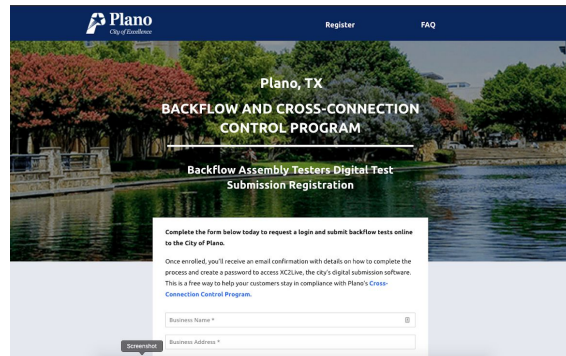 Plano
City of Excellence
Register
FAQ
Plano, TX
BACKFLOW AND CROSS-CONNECTION
CONTROL PROGRAM
Backflow Assembly Testers Digital Test
Submission Registration
Complete the form below today to request a login and submit backflow tests online
to the City of Plano.
Once enrolled, you'll receive an email confirmation with details on how to complete the
process and create a password to access XC2Live, the city's digital submission software.
This is a free way to help your customers stay in compliance with Plano's Cross-
Connection Control Program.
Business Name *
Business Address *
Screenshot